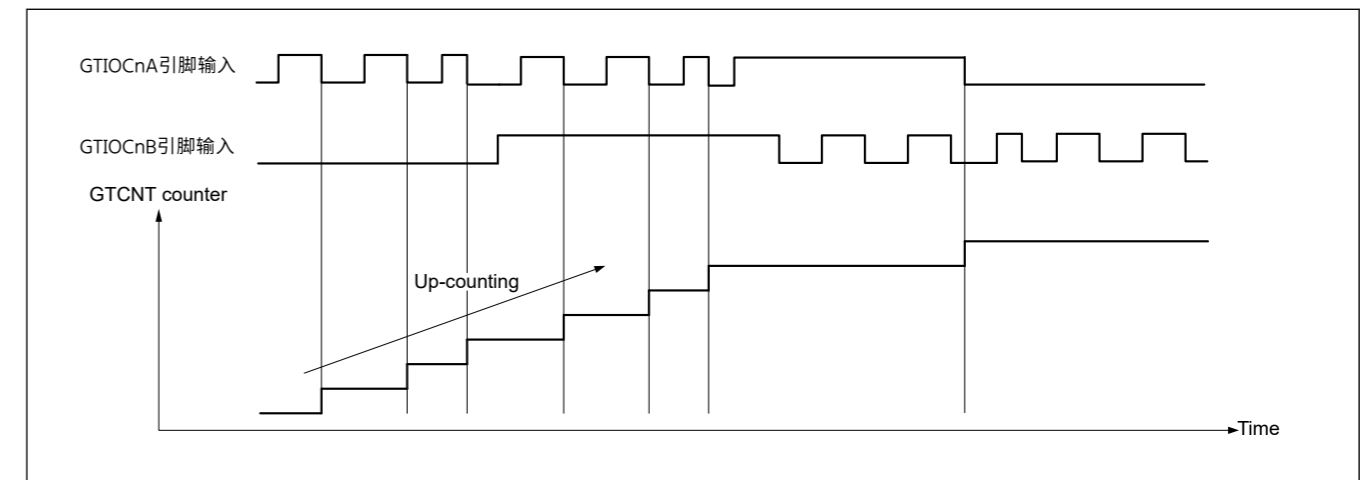 GTIOCnA引脚输入
GTIOCnB引脚输入
GTCNT counter
Up-counting
Time